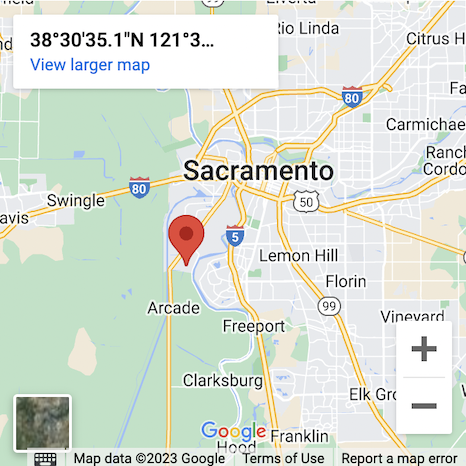 Rio Linda
38°30'35.1"N 121°3...
Citrus H
View larger map
Fa
80
Carmichae
Sacramento
Ranc
Cordo
80
Swingle
50
avis
5
Lemon Hill
Florin
99
Arcade
Vineyard
Freeport
Clarksburg
Elk Gro
Google
Hood
Franklin
Map data ©2023 Google
Terms of Use
Report a map error